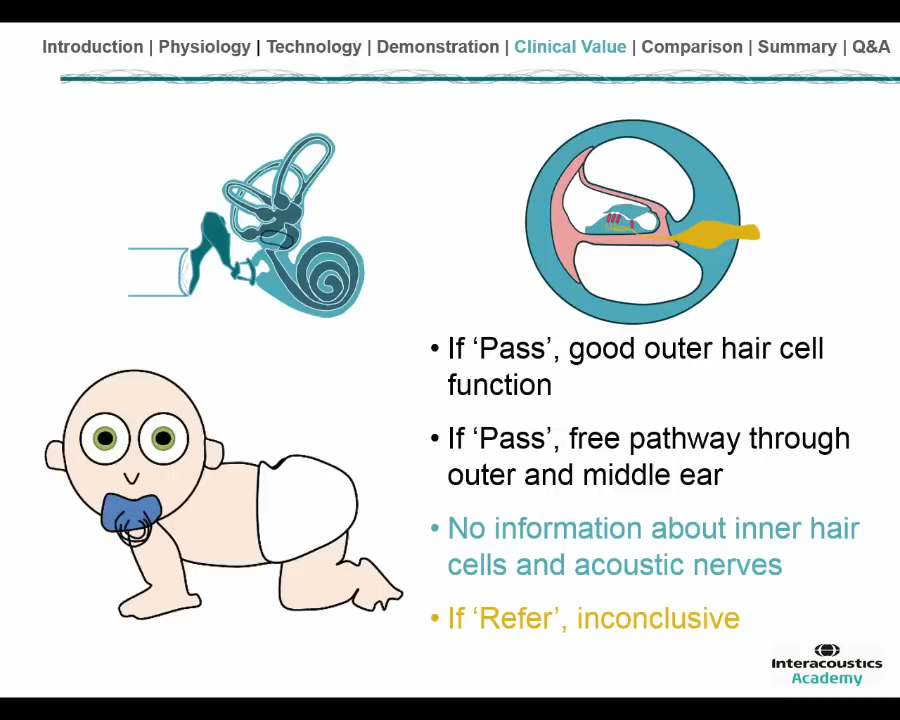 Introduction | Physiology | Technology | Demonstration | Clinical Value | Comparison | Summary | Q&A
• If ‘Pass’, good outer hair cell
function
• If ‘Pass’, free pathway through
outer and middle ear
• No information about inner hair
cells and acoustic nerves
• If ‘Refer’, inconclusive
Interacoustics
Academy